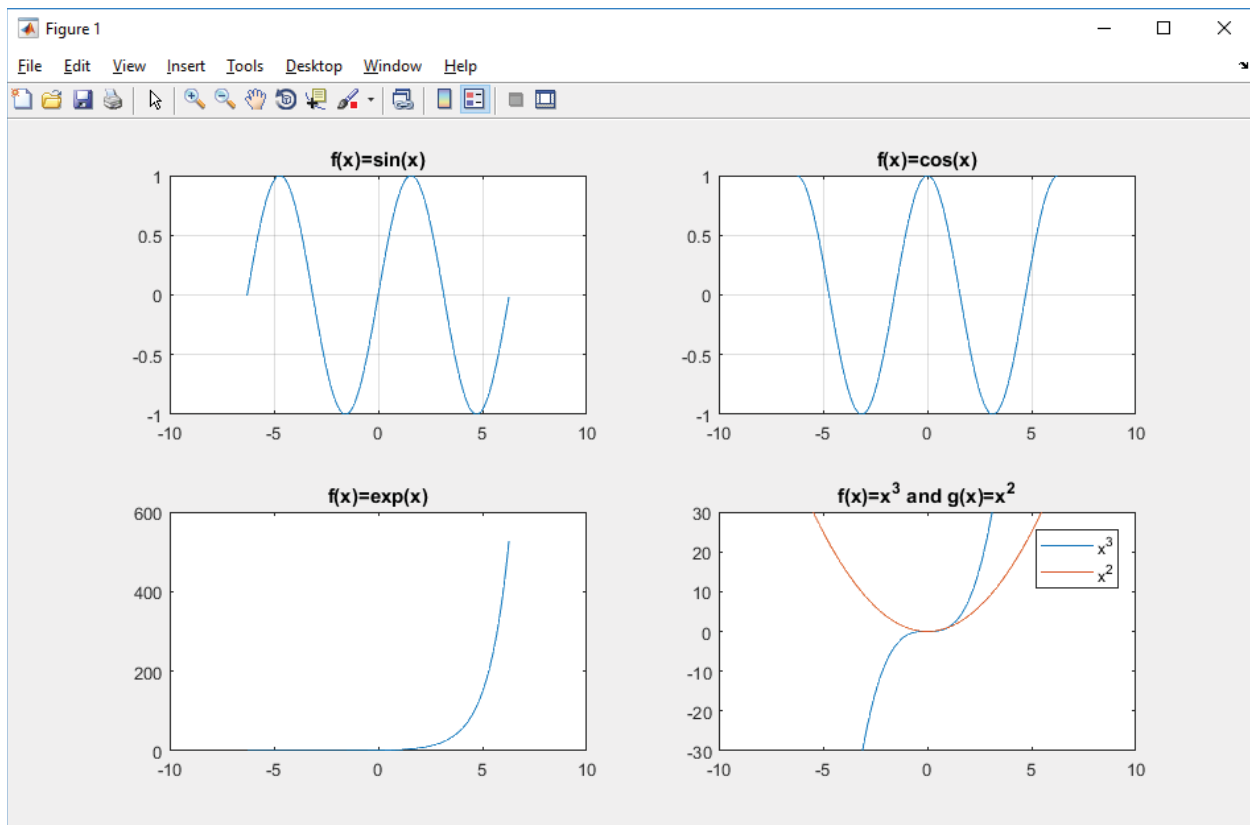 Figure 1
File Edit View Insert Tools Desktop Window Help
f(x)=sin(x)
1
0.5
0
-0.5
-1
-10 -5 0 5 10
f(x)=cos(x)
1
0.5
0
-0.5
-1
-10 -5 0 5 10
f(x)=exp(x)
600
400
200
0
-10 -5 0 5 10
f(x)=x³ and g(x)=x²
30
20
10
0
-10
-20
-30
-10 -5 0 5 10
x³
x²